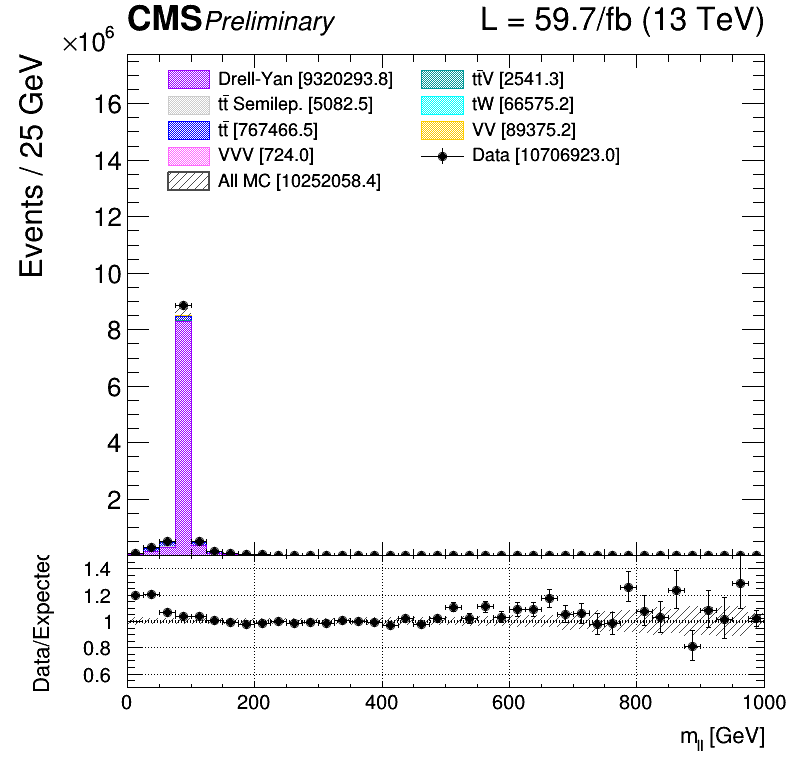 CMS Preliminary L = 59.7/fb (13 TeV)
×10⁶
Events / 25 GeV
Drell-Yan [9320293.8]
tt̄ Semilep. [5082.5]
tt̄ [767466.5]
VVV [724.0]
All MC [10252058.4]
tt̄V [2541.3]
tW [66575.2]
VV [89375.2]
Data [10706923.0]
16
14
12
10
8
6
4
2
Data/Expected
1.4
1.2
1
0.8
0.6
0 200 400 600 800 1000
m_ll [GeV]